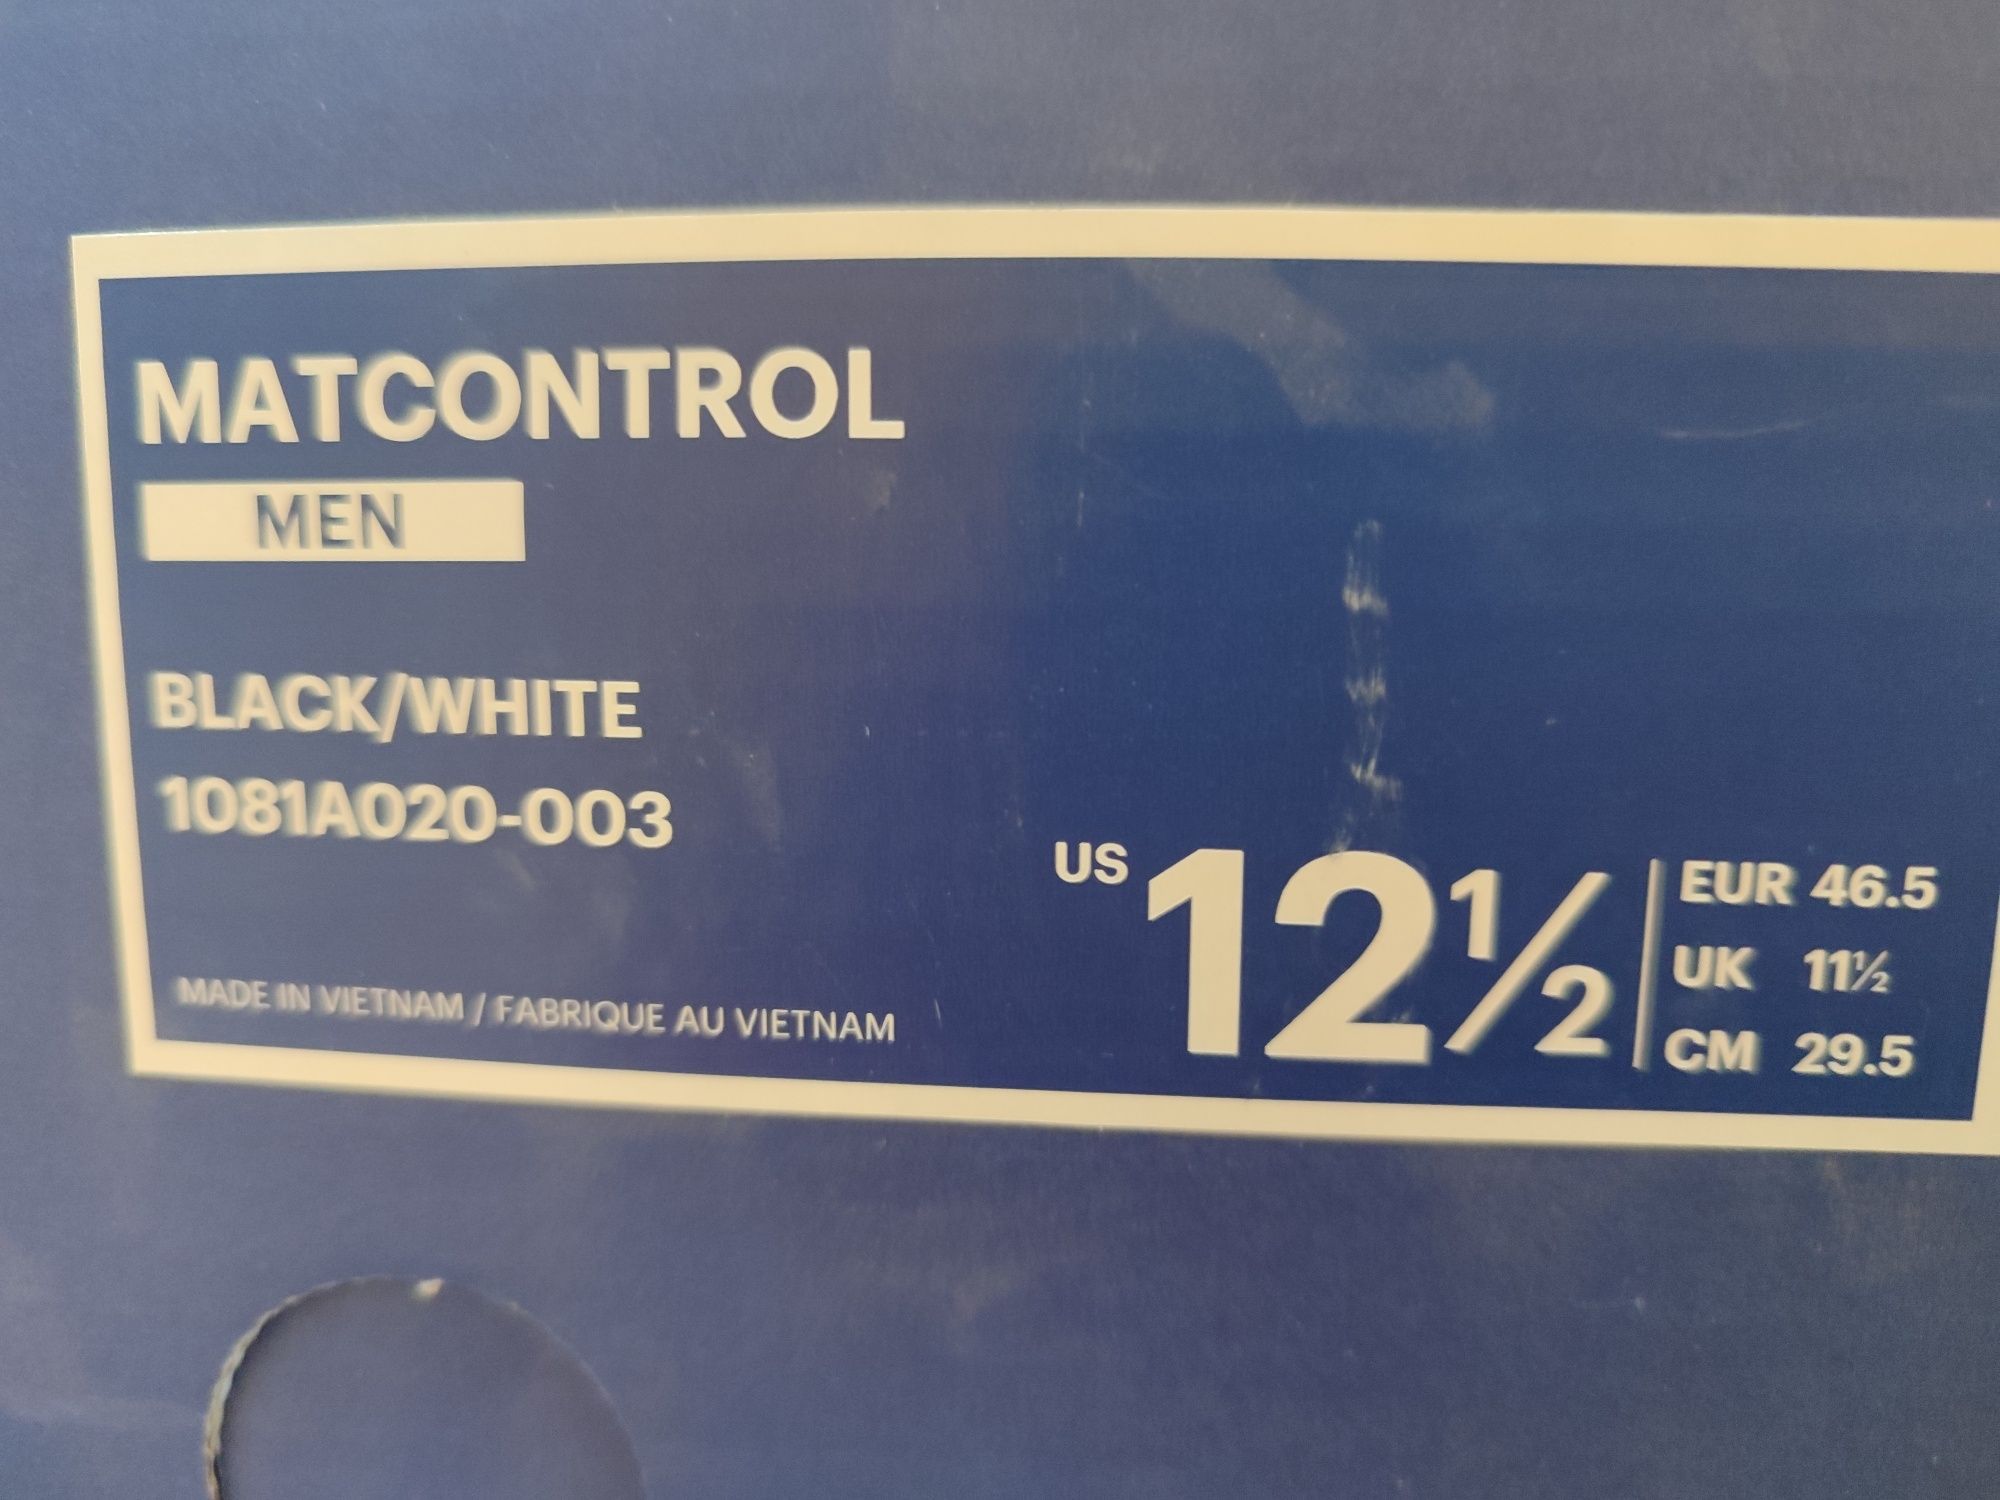 MATCONTROL
MEN
BLACK/WHITE
1081A020-003
MADE IN VIETNAM / FABRIQUE AU VIETNAM
US 12½
EUR 46.5
UK 11½
CM 29.5